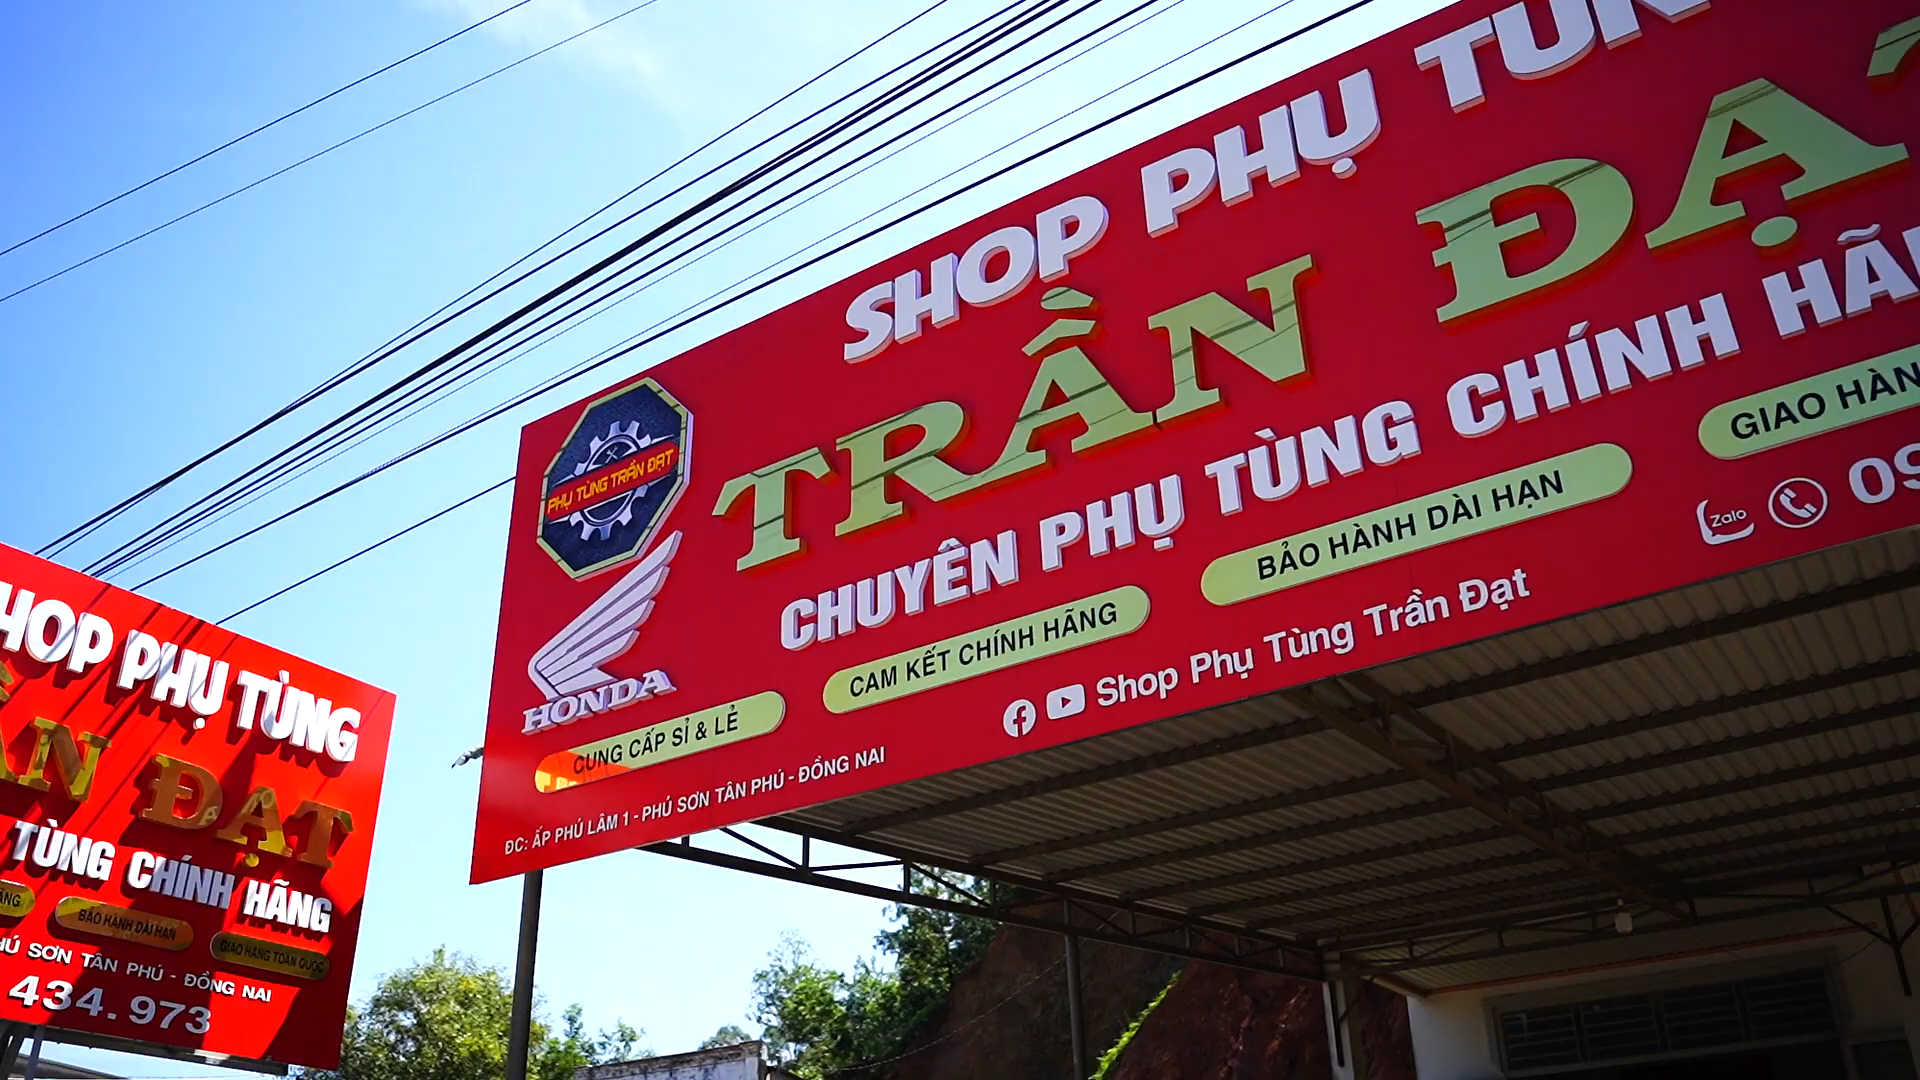 SHOP PHỤ TÙNG
TRẦN ĐẠT
CHUYÊN PHỤ TÙNG CHÍNH HÃNG
PHỤ TÙNG TRẦN ĐẠT
HONDA
CUNG CẤP SỈ & LẺ
CAM KẾT CHÍNH HÃNG
BẢO HÀNH DÀI HẠN
GIAO HÀN
Zalo
09
Shop Phụ Tùng Trần Đạt
ĐC: ẤP PHÚ LÂM 1 - PHÚ SƠN TÂN PHÚ - ĐỒNG NAI
HOP PHỤ TÙNG
ẦN ĐẠT
TÙNG CHÍNH HÃNG
BẢO HÀNH DÀI HẠN
GIAO HÀNG TOÀN QUỐC
HÚ SƠN TÂN PHÚ - ĐỒNG NAI
434.973